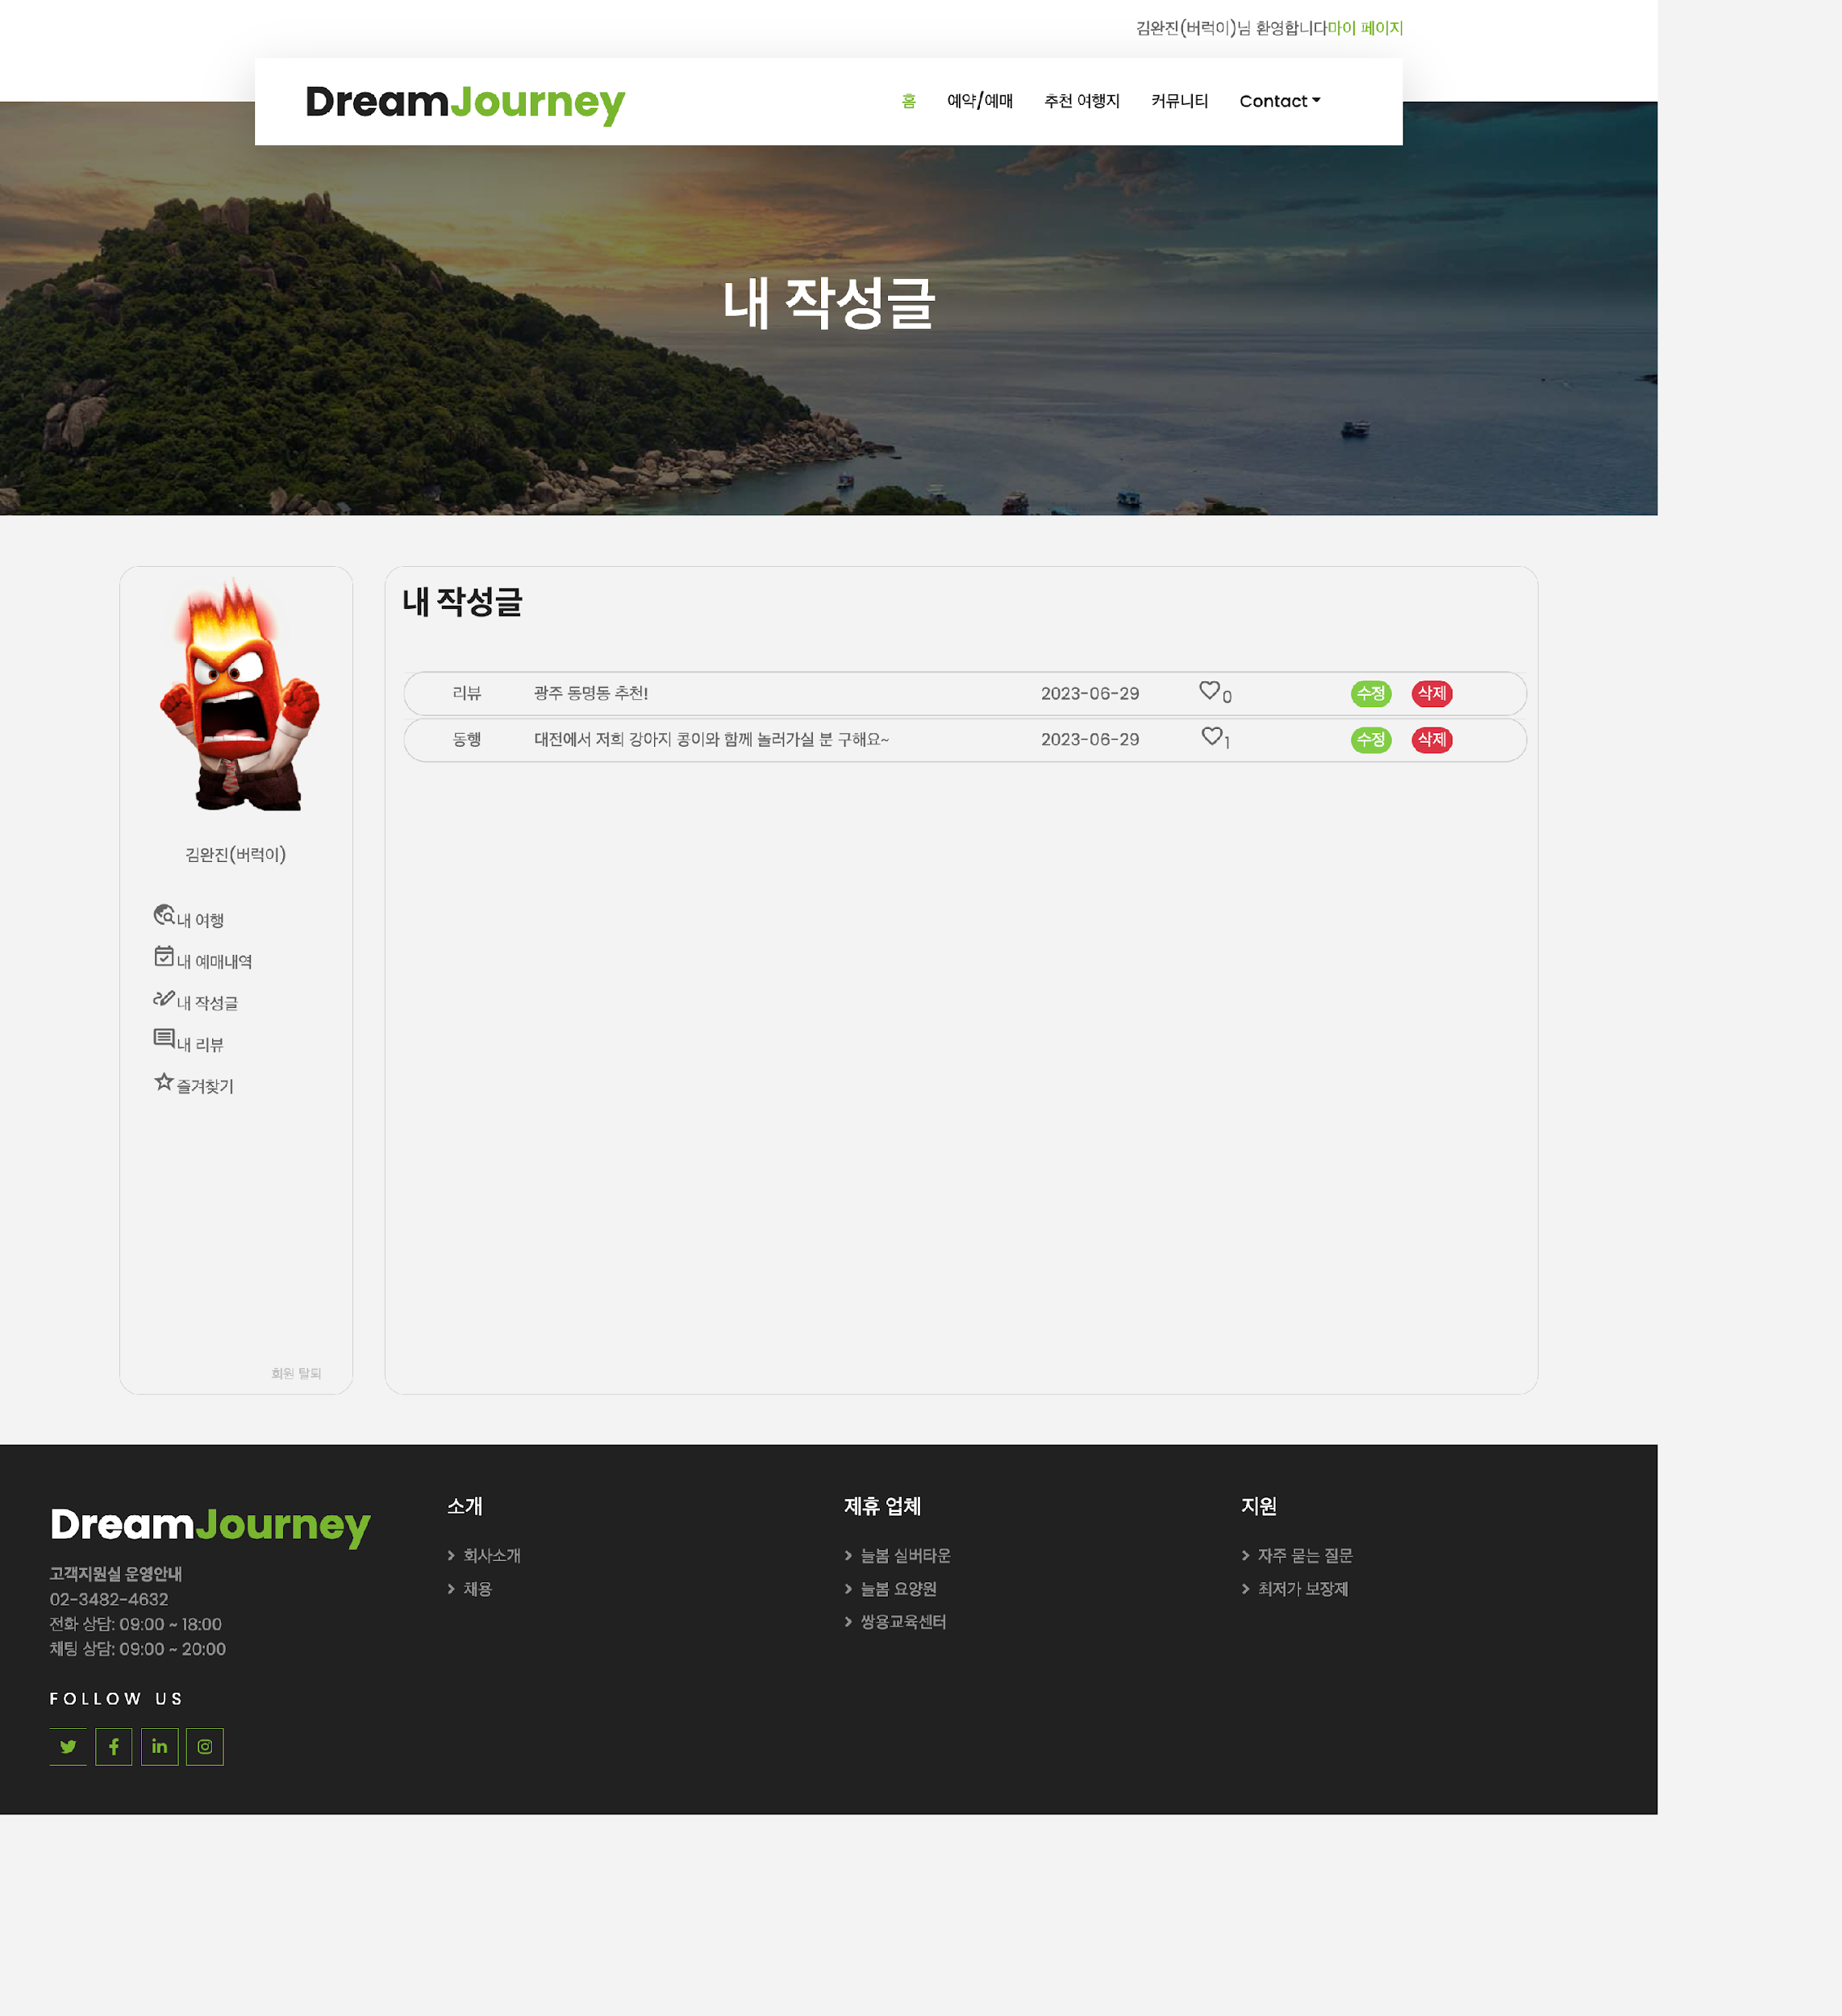 김완진(버럭이)님 환영합니다마이 페이지
DreamJourney
홈 예약/예매 추천 여행지 커뮤니티 Contact
내 작성글
내 작성글
리뷰 광주 동명동 추천! 2023-06-29 0 수정 삭제
동행 대전에서 저희 강아지 콩이와 함께 놀러가실 분 구해요~ 2023-06-29 1 수정 삭제
김완진(버럭이)
내 여행
내 예매내역
내 작성글
내 리뷰
즐겨찾기
회원 탈퇴
DreamJourney
고객지원실 운영안내
02-3482-4632
전화 상담: 09:00 ~ 18:00
채팅 상담: 09:00 ~ 20:00
FOLLOW US
소개
회사소개
채용
제휴 업체
늘봄 실버타운
늘봄 요양원
쌍용교육센터
지원
자주 묻는 질문
최저가 보장제